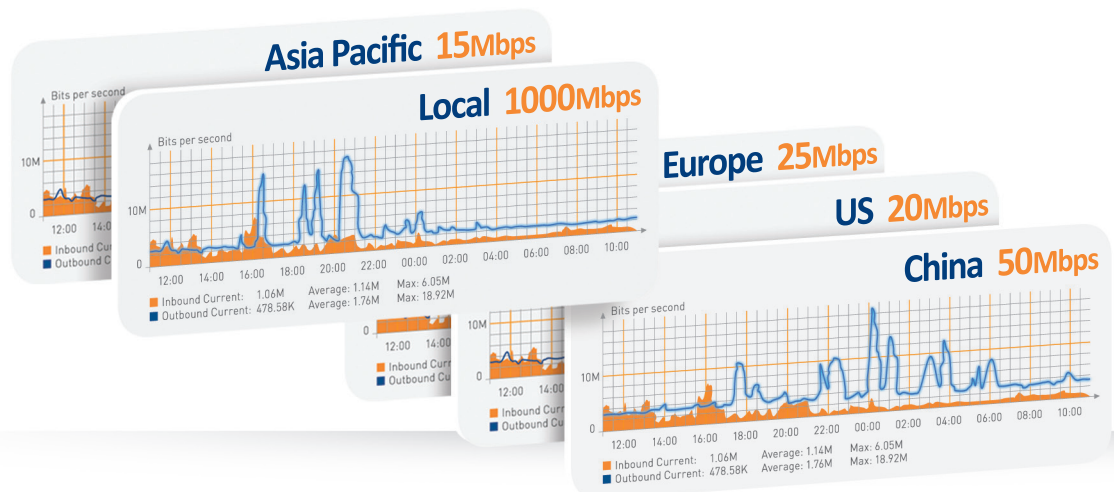 Asia Pacific 15Mbps
Bits per second
10M
0
12:00 14:0
Inbound Cu
Outbound C
Local 1000Mbps
Bits per second
10M
0
12:00 14:00 16:00 18:00 20:00 22:00 00:00 02:00 04:00 06:00 08:00 10:00
Inbound Current: 1.06M Average: 1.14M Max: 6.05M
Outbound Current: 478.58K Average: 1.76M Max: 18.92M
Europe 25Mbps
0
12:00 14:00
Inbound Cur
Outbound Cu
US 20Mbps
10M
0
12:00 14:00
Inbound Curr
Outbound Cur
China 50Mbps
Bits per second
10M
0
12:00 14:00 16:00 18:00 20:00 22:00 00:00 02:00 04:00 06:00 08:00 10:00
Inbound Current: 1.06M Average: 1.14M Max: 6.05M
Outbound Current: 478.58K Average: 1.76M Max: 18.92M